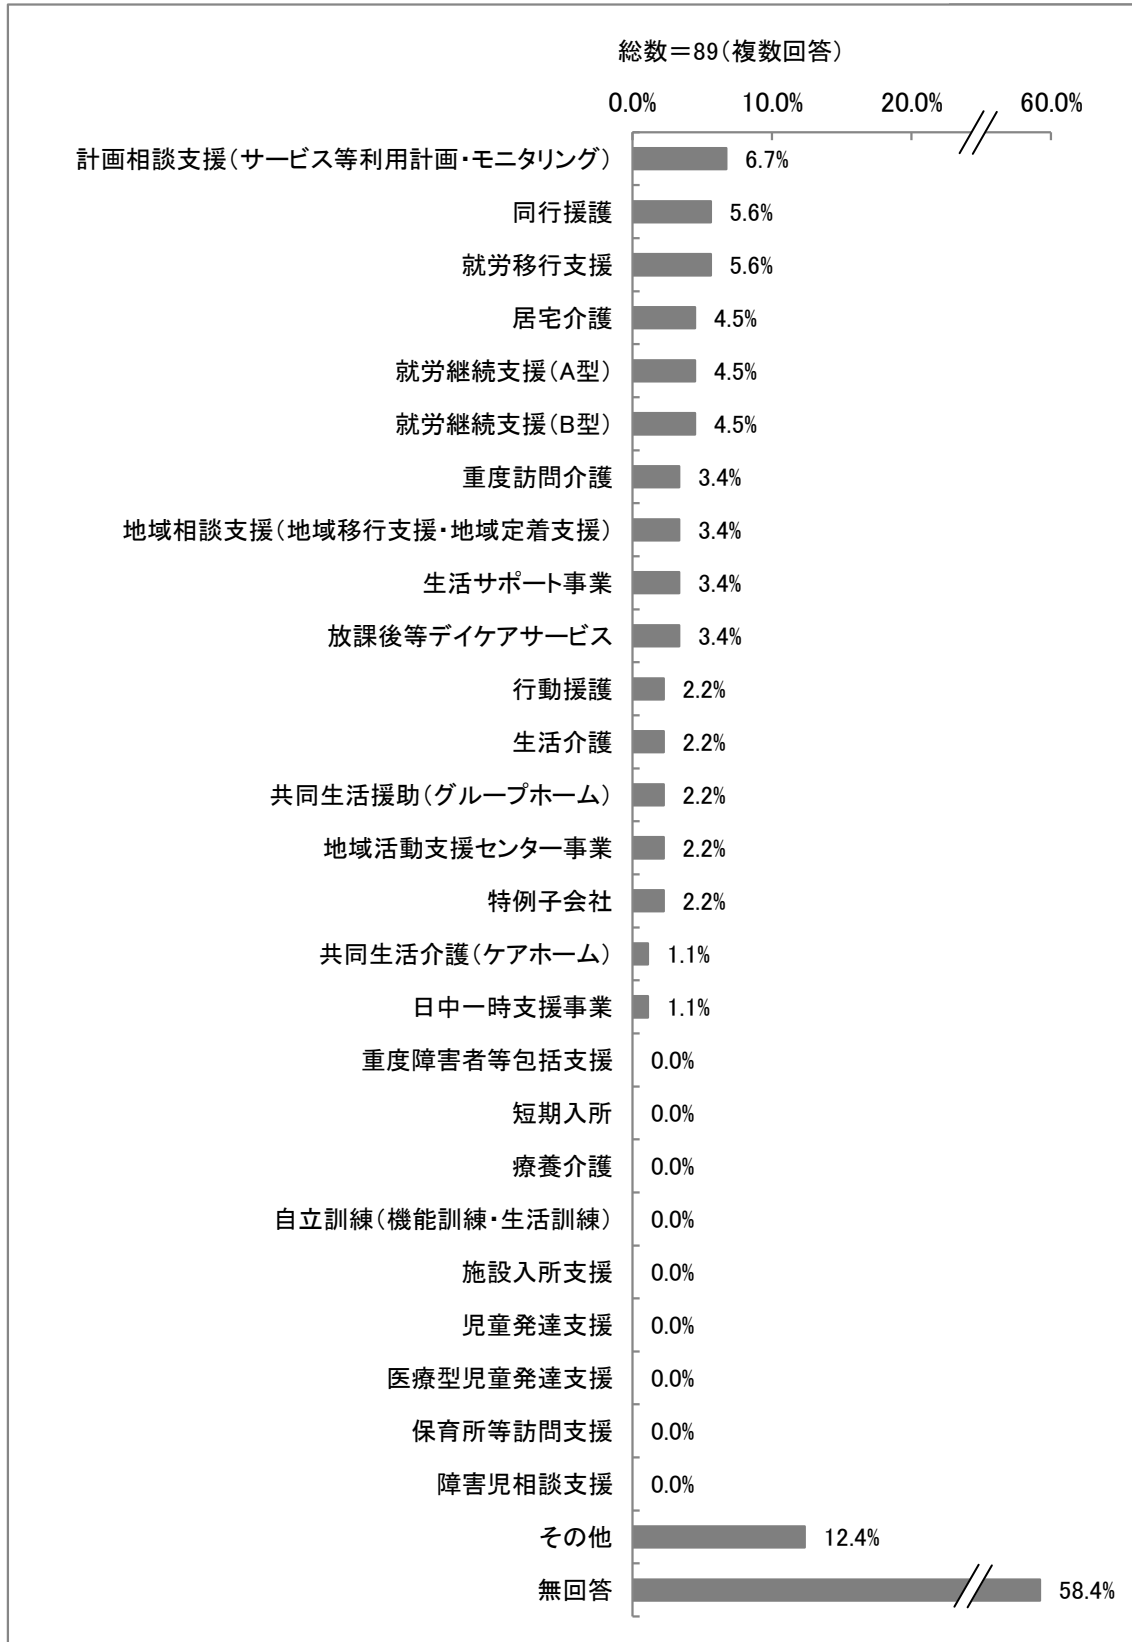 総数＝89（複数回答）
0.0% 10.0% 20.0% 60.0%
計画相談支援（サービス等利用計画・モニタリング） 6.7%
同行援護 5.6%
就労移行支援 5.6%
居宅介護 4.5%
就労継続支援（A型） 4.5%
就労継続支援（B型） 4.5%
重度訪問介護 3.4%
地域相談支援（地域移行支援・地域定着支援） 3.4%
生活サポート事業 3.4%
放課後等デイケアサービス 3.4%
行動援護 2.2%
生活介護 2.2%
共同生活援助（グループホーム） 2.2%
地域活動支援センター事業 2.2%
特例子会社 2.2%
共同生活介護（ケアホーム） 1.1%
日中一時支援事業 1.1%
重度障害者等包括支援 0.0%
短期入所 0.0%
療養介護 0.0%
自立訓練（機能訓練・生活訓練） 0.0%
施設入所支援 0.0%
児童発達支援 0.0%
医療型児童発達支援 0.0%
保育所等訪問支援 0.0%
障害児相談支援 0.0%
その他 12.4%
無回答 58.4%